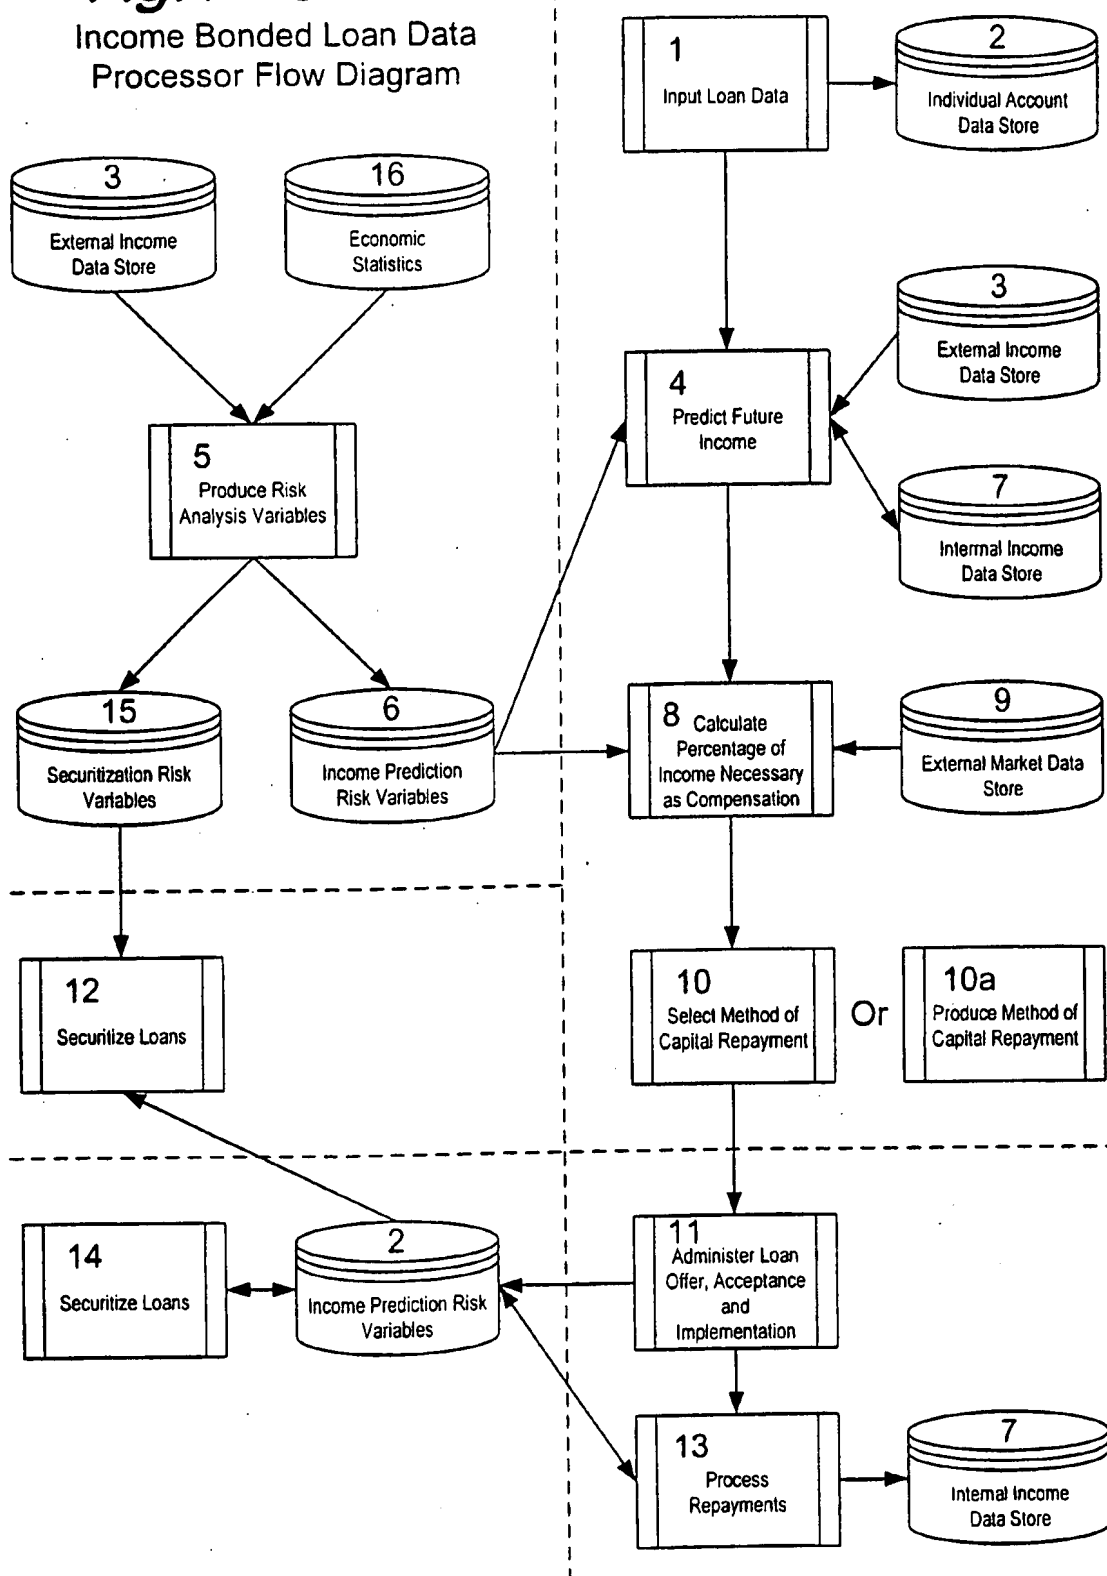 Income Bonded Loan Data
Processor Flow Diagram
1
Input Loan Data
2
Individual Account
Data Store
3
External Income
Data Store
16
Economic
Statistics
3
External Income
Data Store
4
Predict Future
Income
5
Produce Risk
Analysis Variables
7
Internal Income
Data Store
15
Securitization Risk
Variables
6
Income Prediction
Risk Variables
8 Calculate
Percentage of
Income Necessary
as Compensation
9
External Market Data
Store
12
Securitize Loans
10
Select Method of
Capital Repayment
Or
10a
Produce Method of
Capital Repayment
14
Securitize Loans
2
Income Prediction Risk
Variables
11
Administer Loan
Offer, Acceptance
and
Implementation
13
Process
Repayments
7
Internal Income
Data Store